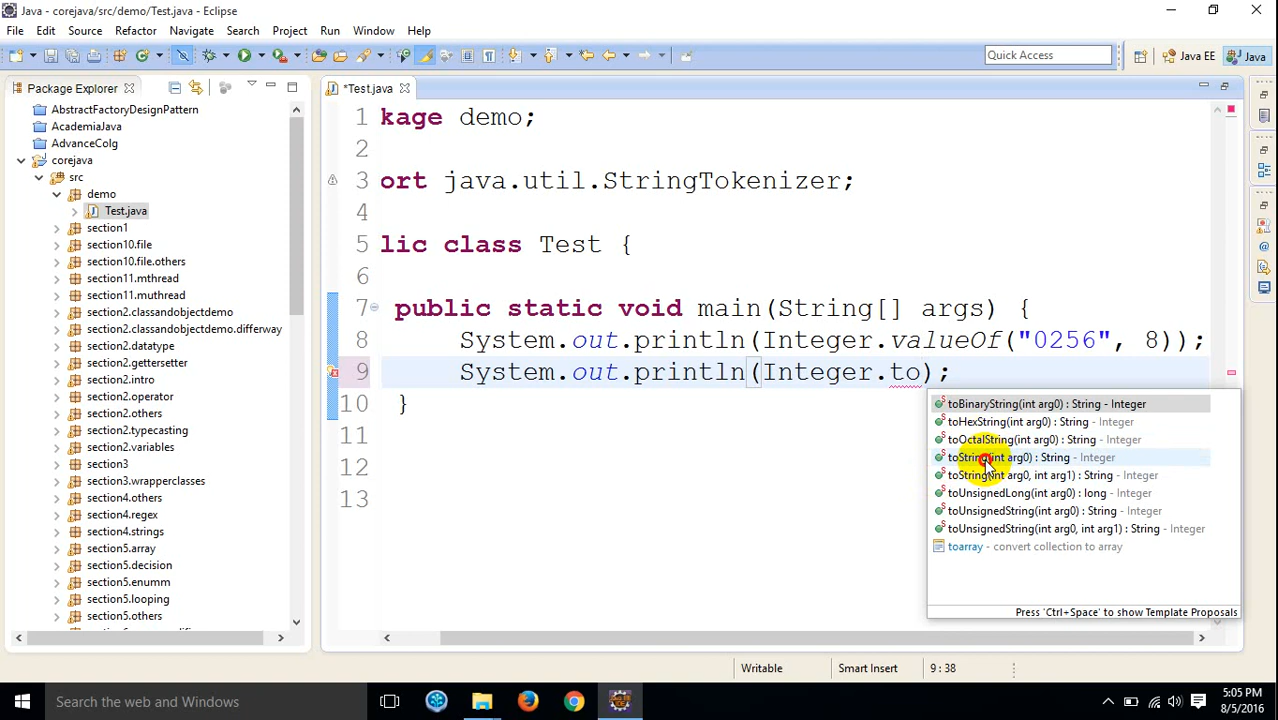 Java - corejava/src/demo/Test.java - Eclipse
File Edit Source Refactor Navigate Search Project Run Window Help
Quick Access
Java EE
Java
Package Explorer
AbstractFactoryDesignPattern
AcademiaJava
AdvanceColg
corejava
src
demo
Test.java
section1
section10.file
section10.file.others
section11.mthread
section11.muthread
section2.classandobjectdemo
section2.classandobjectdemo.differway
section2.datatype
section2.gettersetter
section2.intro
section2.operator
section2.others
section2.typecasting
section2.variables
section3
section3.wrapperclasses
section4.others
section4.regex
section4.strings
section5.array
section5.decision
section5.enumm
section5.looping
section5.others
*Test.java
1 kage demo;
2
3 ort java.util.StringTokenizer;
4
5 lic class Test {
6
7 public static void main(String[] args) {
8 System.out.println(Integer.valueOf("0256", 8));
9 System.out.println(Integer.to);
10 }
11
12
13
toBinaryString(int arg0) : String - Integer
toHexString(int arg0) : String - Integer
toOctalString(int arg0) : String - Integer
toString(int arg0) : String - Integer
toString(int arg0, int arg1) : String - Integer
toUnsignedLong(int arg0) : long - Integer
toUnsignedString(int arg0) : String - Integer
toUnsignedString(int arg0, int arg1) : String - Integer
toarray - convert collection to array
Press 'Ctrl+Space' to show Template Proposals
Writable
Smart Insert
9 : 38
Search the web and Windows
5:05 PM
8/5/2016